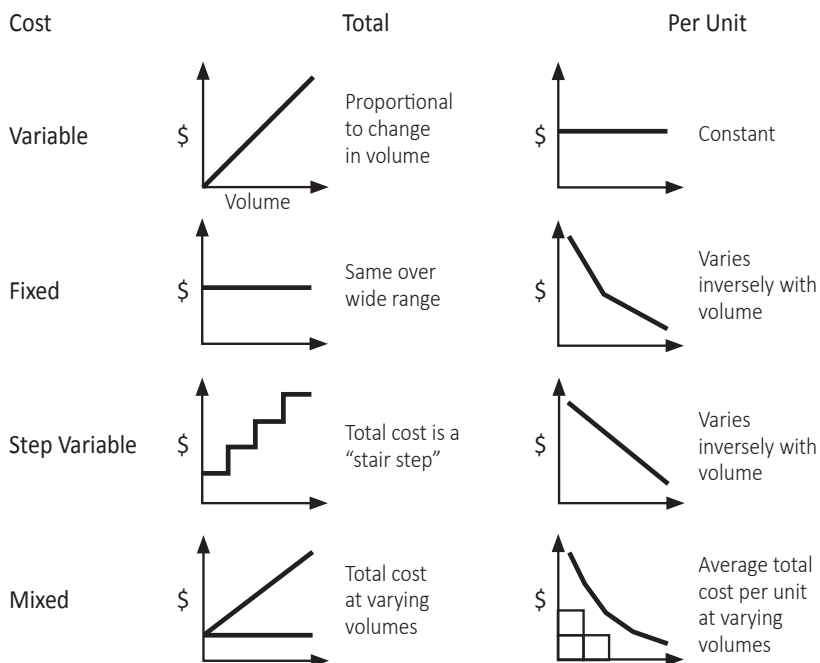 Cost Total Per Unit
Variable
$
Proportional
to change
in volume
Volume
$
Constant
Fixed
$
Same over
wide range
$
Varies
inversely with
volume
Step Variable
$
Total cost is a
“stair step”
$
Varies
inversely with
volume
Mixed
$
Total cost
at varying
volumes
$
Average total
cost per unit
at varying
volumes